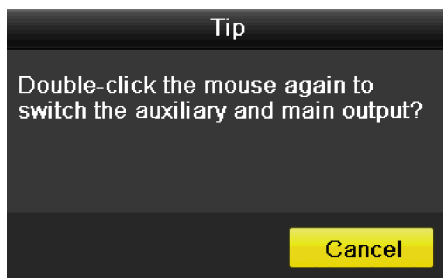 Tip
Double-click the mouse again to
switch the auxiliary and main output?
Cancel